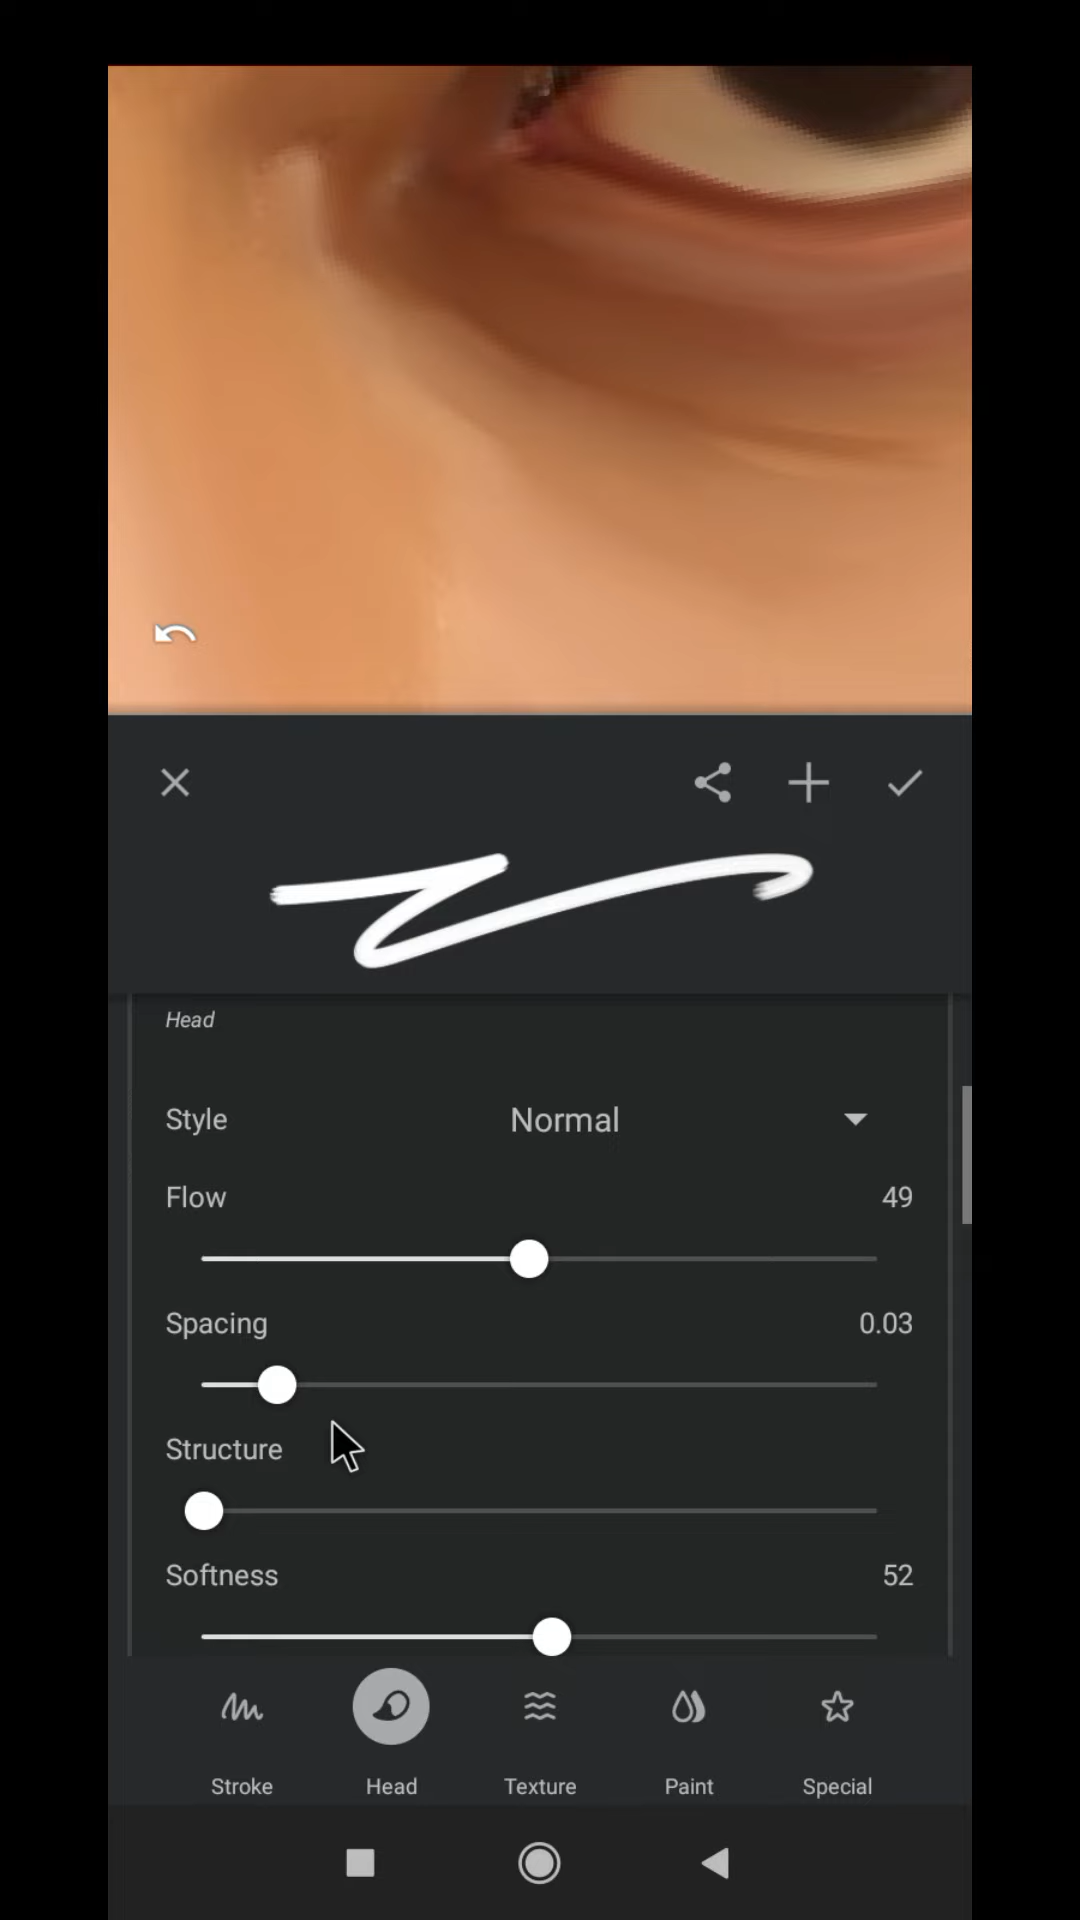 Head
Style Normal
Flow 49
Spacing 0.03
Structure
Softness 52
Stroke Head Texture Paint Special